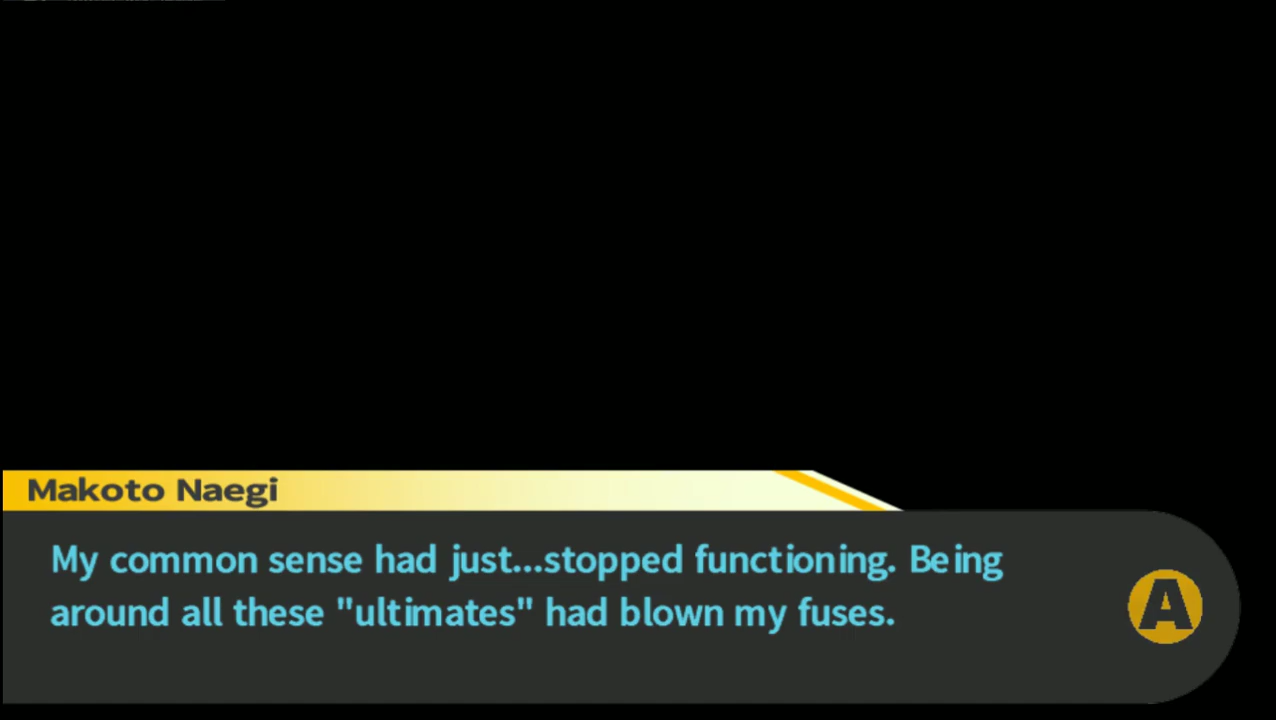 Makoto Naegi
My common sense had just...stopped functioning. Being
around all these "ultimates" had blown my fuses.
A